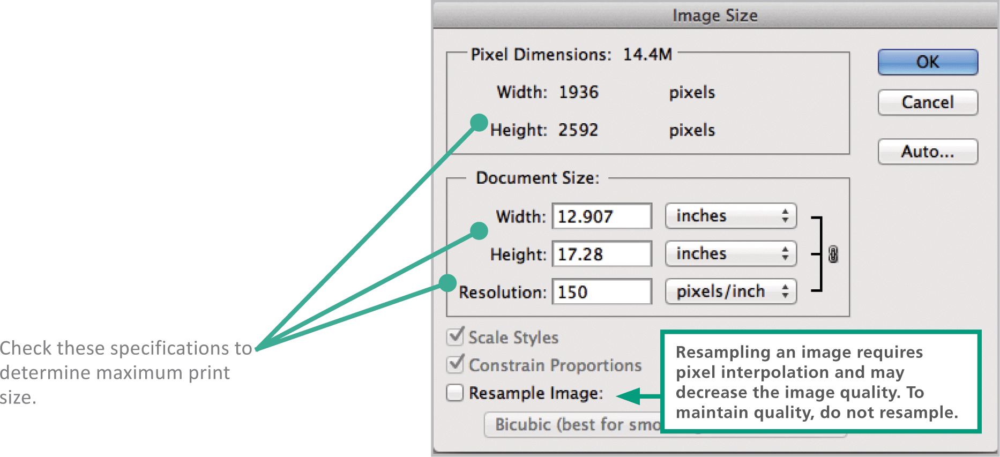 Image Size
Pixel Dimensions: 14.4M
Width: 1936 pixels
Height: 2592 pixels
OK
Cancel
Auto...
Document Size:
Width: 12.907 inches
Height: 17.28 inches
Resolution: 150 pixels/inch
Scale Styles
Constrain Proportions
Resample Image:
Bicubic (best for
Resampling an image requires
pixel interpolation and may
decrease the image quality. To
maintain quality, do not resample.
Check these specifications to
determine maximum print
size.